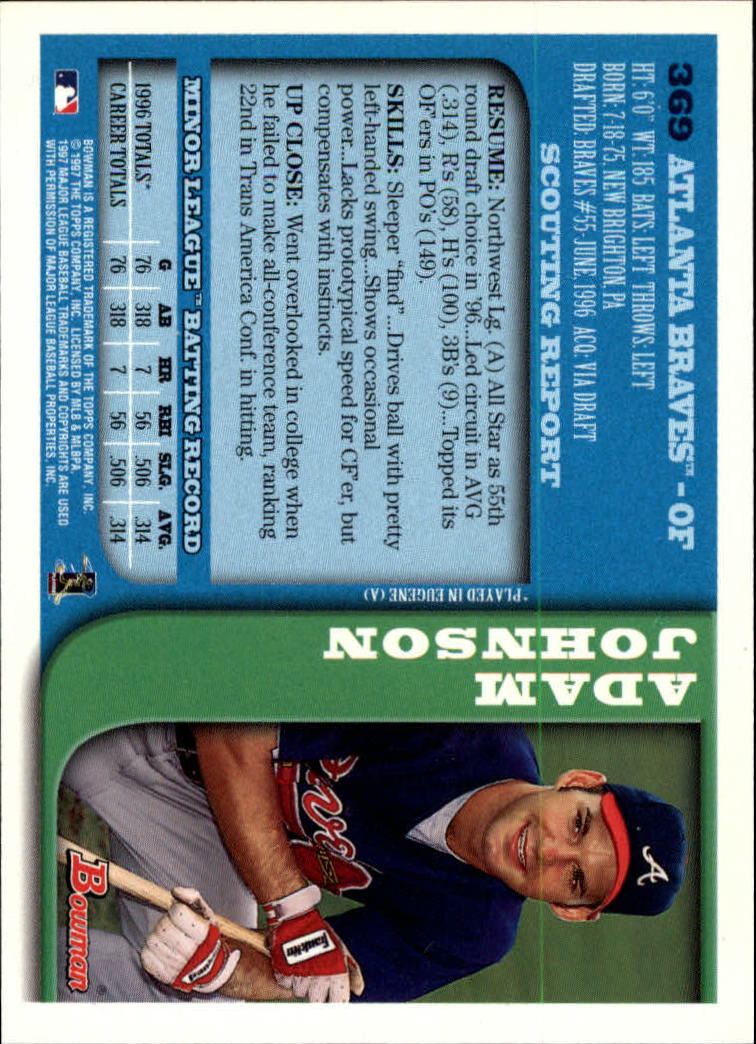 369 ATLANTA BRAVES™ - OF
HT: 6'0" WT: 185 BATS: LEFT THROWS: LEFT
BORN: 7-18-75, NEW BRIGHTON, PA
DRAFTED: BRAVES #55-JUNE, 1996 ACQ: VIA DRAFT
SCOUTING REPORT
RESUME: Northwest Lg. (A) All Star as 55th
round draft choice in '96...Led circuit in AVG
(.314), R's (58), H's (100), 3B's (9)...Topped its
OF'ers in PO's (149).
SKILLS: Sleeper "find"...Drives ball with pretty
left-handed swing...Shows occasional
power...Lacks prototypical speed for CF'er, but
compensates with instincts.
UP CLOSE: Went overlooked in college when
he failed to make all-conference team, ranking
22nd in Trans America Conf. in hitting.
MINOR LEAGUE™ BATTING RECORD
G AB HR RBI SLG. AVG.
1996 TOTALS* 76 318 7 56 .506 .314
CAREER TOTALS 76 318 7 56 .506 .314
BOWMAN IS A REGISTERED TRADEMARK OF THE TOPPS COMPANY, INC.
© 1997 THE TOPPS COMPANY, INC. LICENSED BY MLB & MLBPA.
1997 MAJOR LEAGUE BASEBALL TRADEMARKS AND COPYRIGHTS ARE USED
WITH PERMISSION OF MAJOR LEAGUE BASEBALL PROPERTIES, INC.
*PLAYED IN EUGENE (A)
ADAM
JOHNSON
A
Franklin
Bowman®